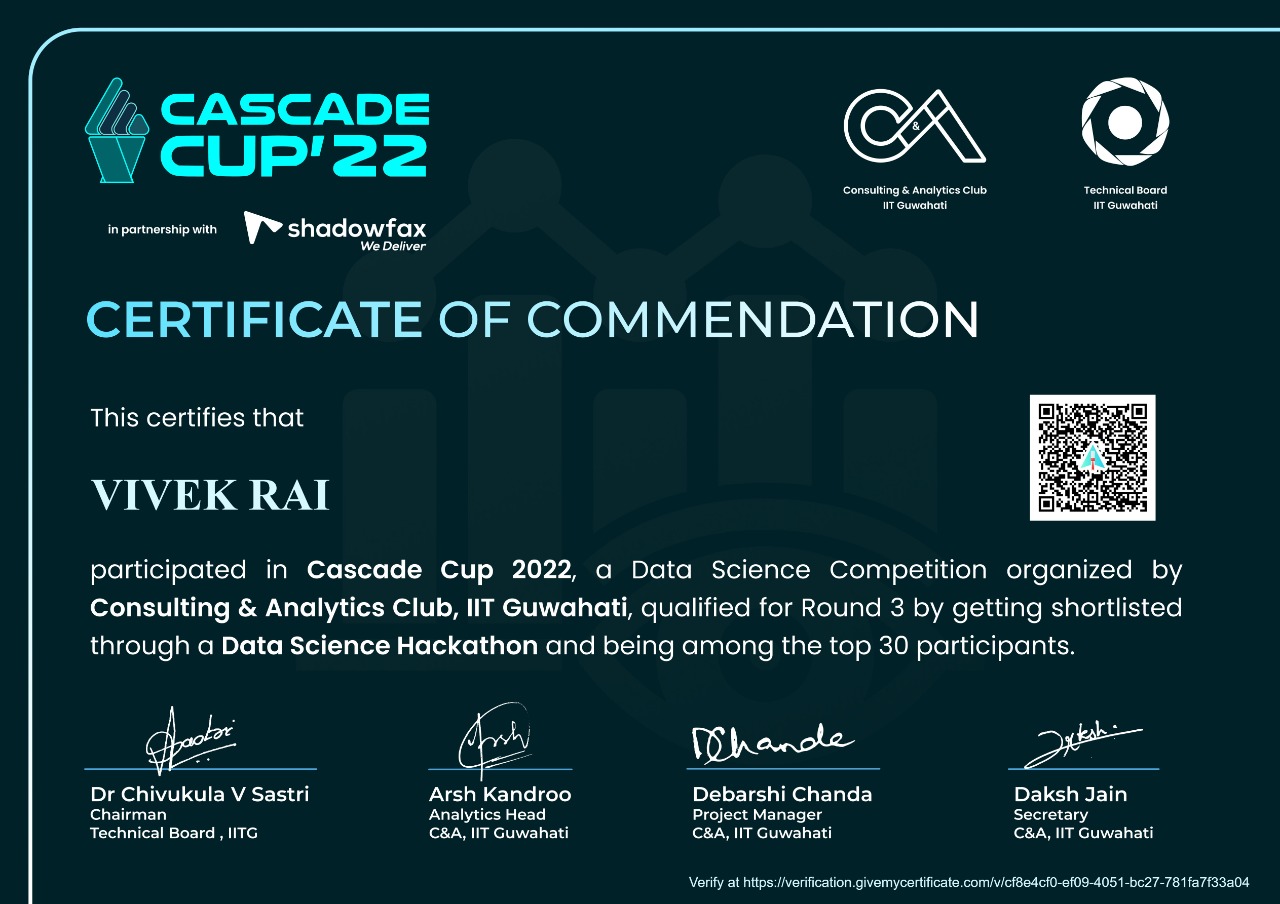 CASCADE
CUP'22
in partnership with
shadowfax
We Deliver
C&A
Consulting & Analytics Club
IIT Guwahati
Technical Board
IIT Guwahati
CERTIFICATE OF COMMENDATION
This certifies that
VIVEK RAI
participated in Cascade Cup 2022, a Data Science Competition organized by
Consulting & Analytics Club, IIT Guwahati, qualified for Round 3 by getting shortlisted
through a Data Science Hackathon and being among the top 30 participants.
Dr Chivukula V Sastri
Chairman
Technical Board , IITG
Arsh
Arsh Kandroo
Analytics Head
C&A, IIT Guwahati
DChanda
Debarshi Chanda
Project Manager
C&A, IIT Guwahati
Daksh Jain
Secretary
C&A, IIT Guwahati
Verify at https://verification.givemycertificate.com/v/cf8e4cf0-ef09-4051-bc27-781fa7f33a04